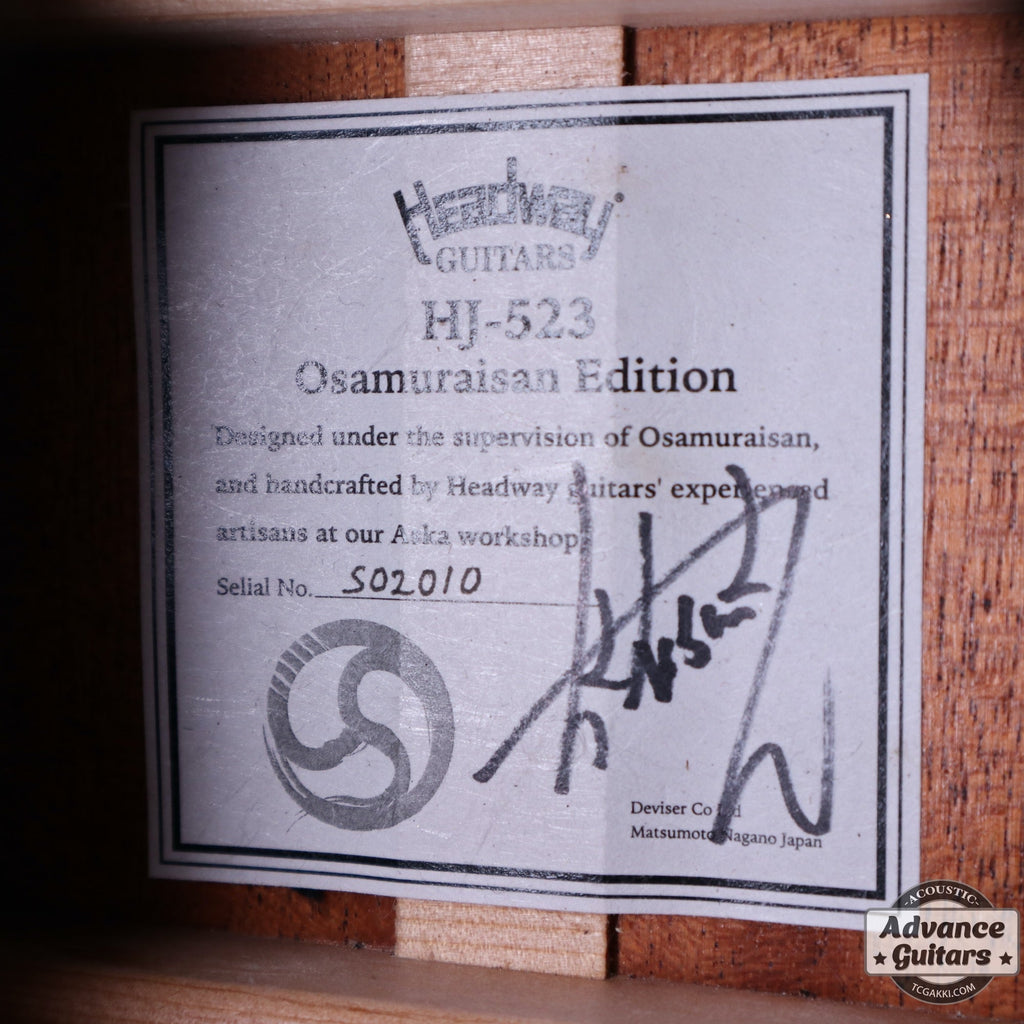 Headway
GUITARS
HJ-523
Osamuraisan Edition
Designed under the supervision of Osamuraisan,
and handcrafted by Headway guitars' experienced
artisans at our Aska workshop
Selial No. S02010
Deviser Co Ltd
Matsumoto Nagano Japan
ACOUSTIC
Advance
Guitars
TCGAKKI.COM